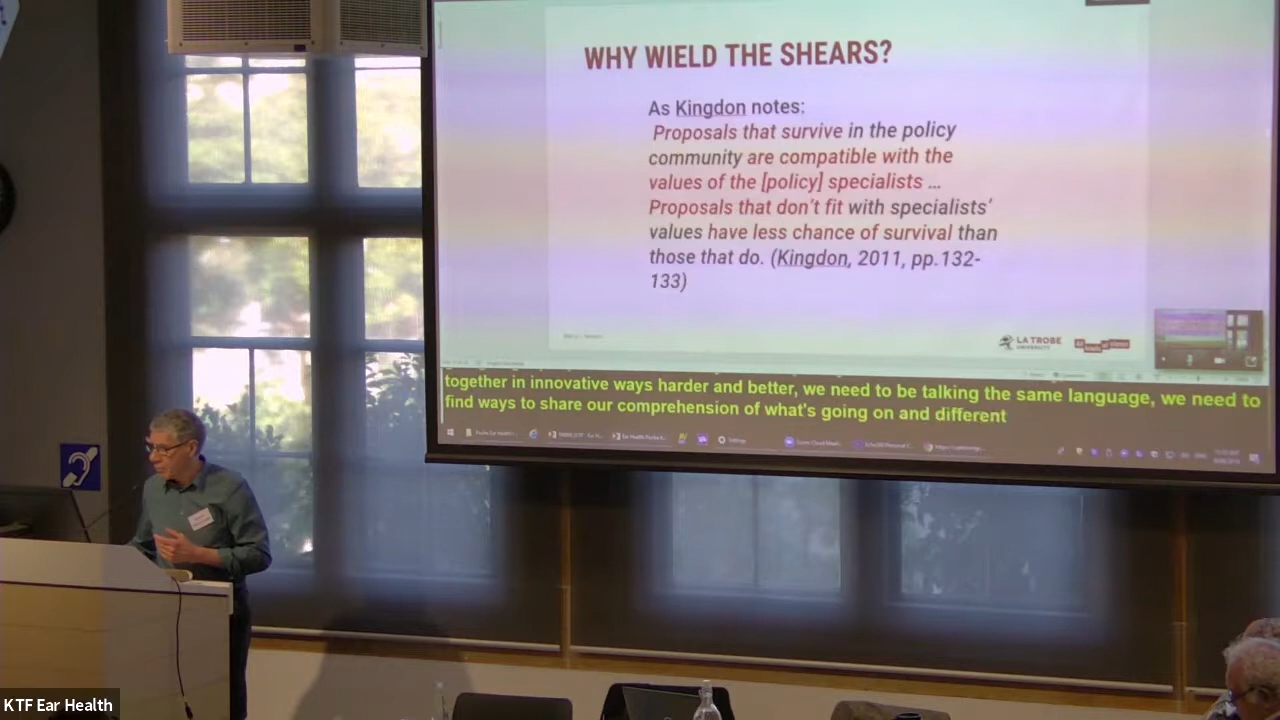 WHY WIELD THE SHEARS?
As Kingdon notes:
Proposals that survive in the policy
community are compatible with the
values of the [policy] specialists ...
Proposals that don't fit with specialists'
values have less chance of survival than
those that do. (Kingdon, 2011, pp.132-
133)
LA TROBE
UNIVERSITY
together in innovative ways harder and better, we need to be talking the same language, we need to
find ways to share our comprehension of what's going on and different
Settings
KTF Ear Health